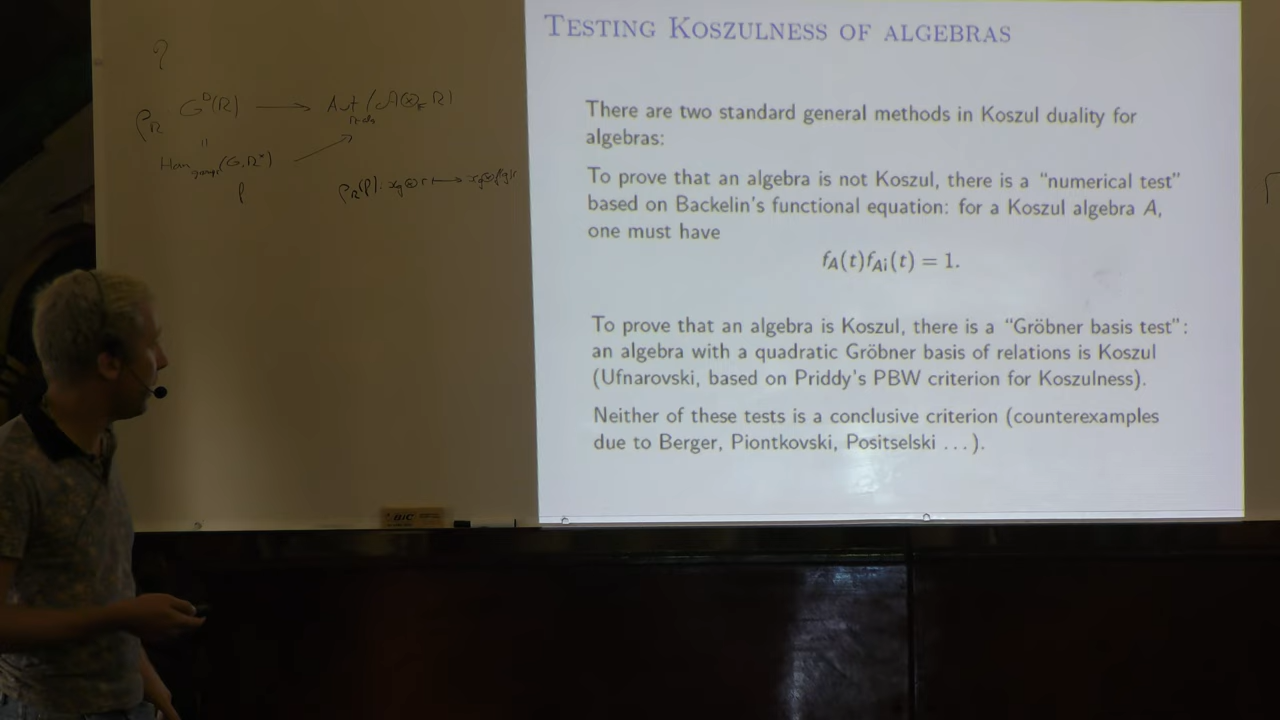 TESTING KOSZULNESS OF ALGEBRAS
There are two standard general methods in Koszul duality for
algebras:
To prove that an algebra is not Koszul, there is a “numerical test”
based on Backelin’s functional equation: for a Koszul algebra A,
one must have
f_A(t)f_{A¡}(t) = 1.
To prove that an algebra is Koszul, there is a “Gröbner basis test”:
an algebra with a quadratic Gröbner basis of relations is Koszul
(Ufnarovski, based on Priddy’s PBW criterion for Koszulness).
Neither of these tests is a conclusive criterion (counterexamples
due to Berger, Piontkovski, Positselski ...).
?
ρ_R G^D(R) → Aut (A⊗_F R)
BIC